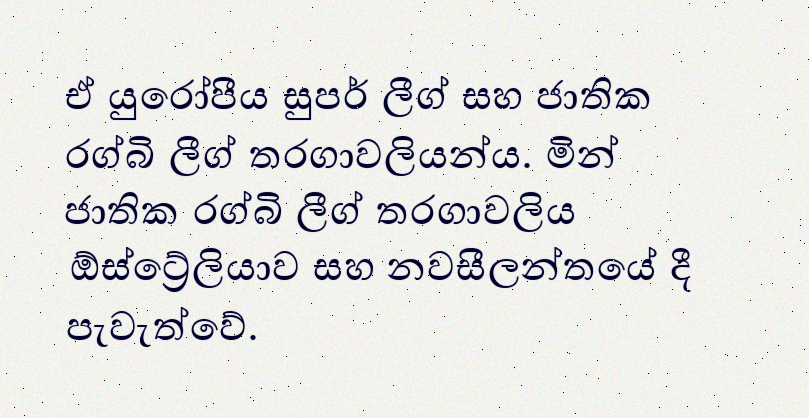 ඒ යුරෝපීය සුපර් ලීග් සහ ජාතික
රග්බි ලීග් තරගාවලියන්ය. මින්
ජාතික රග්බි ලීග් තරගාවලිය
ඕස්ට්‍රේලියාව සහ නවසීලන්තයේ දී
පැවැත්වේ.